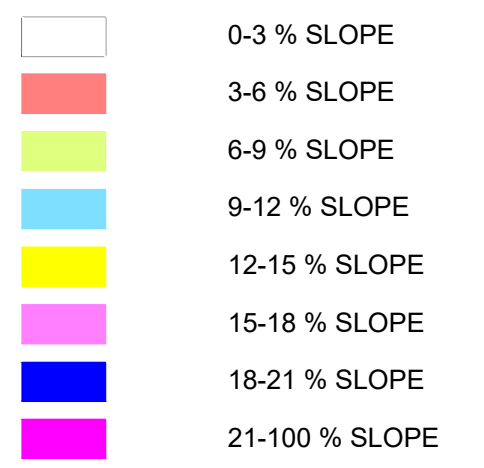 0-3 % SLOPE
3-6 % SLOPE
6-9 % SLOPE
9-12 % SLOPE
12-15 % SLOPE
15-18 % SLOPE
18-21 % SLOPE
21-100 % SLOPE